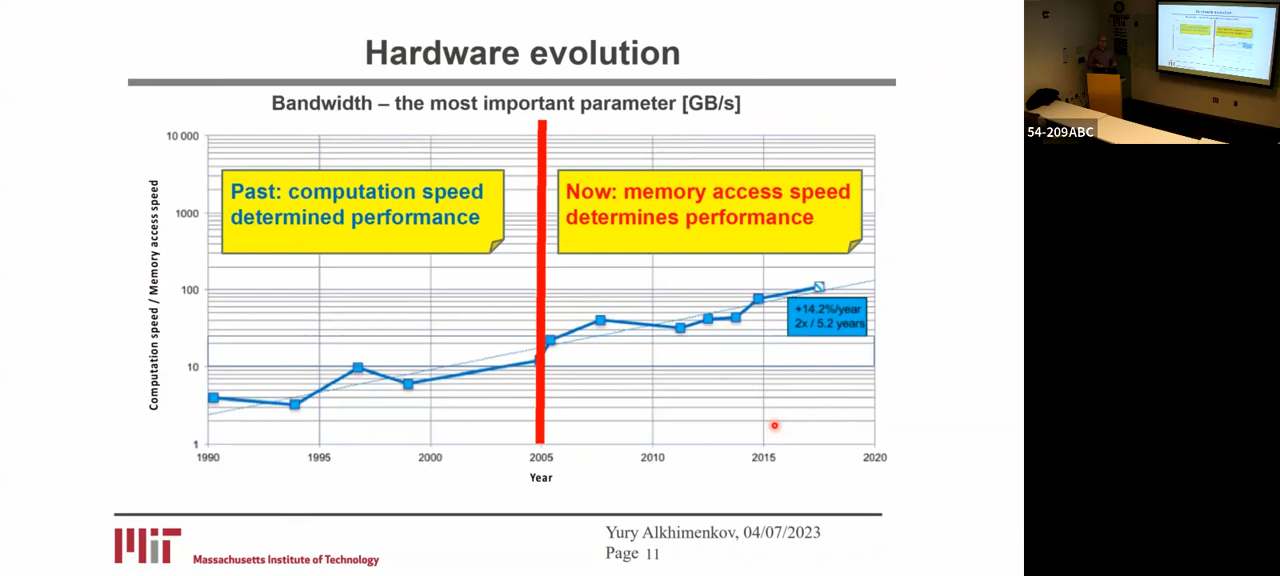 Hardware evolution
Bandwidth – the most important parameter [GB/s]
Computation speed / Memory access speed
10 000
1000
100
10
1
Past: computation speed
determined performance
Now: memory access speed
determines performance
+14.2%/year
2x / 5.2 years
1990
1995
2000
2005
2010
2015
2020
Year
MIT
Massachusetts Institute of Technology
Yury Alkhimenkov, 04/07/2023
Page 11
54-209ABC